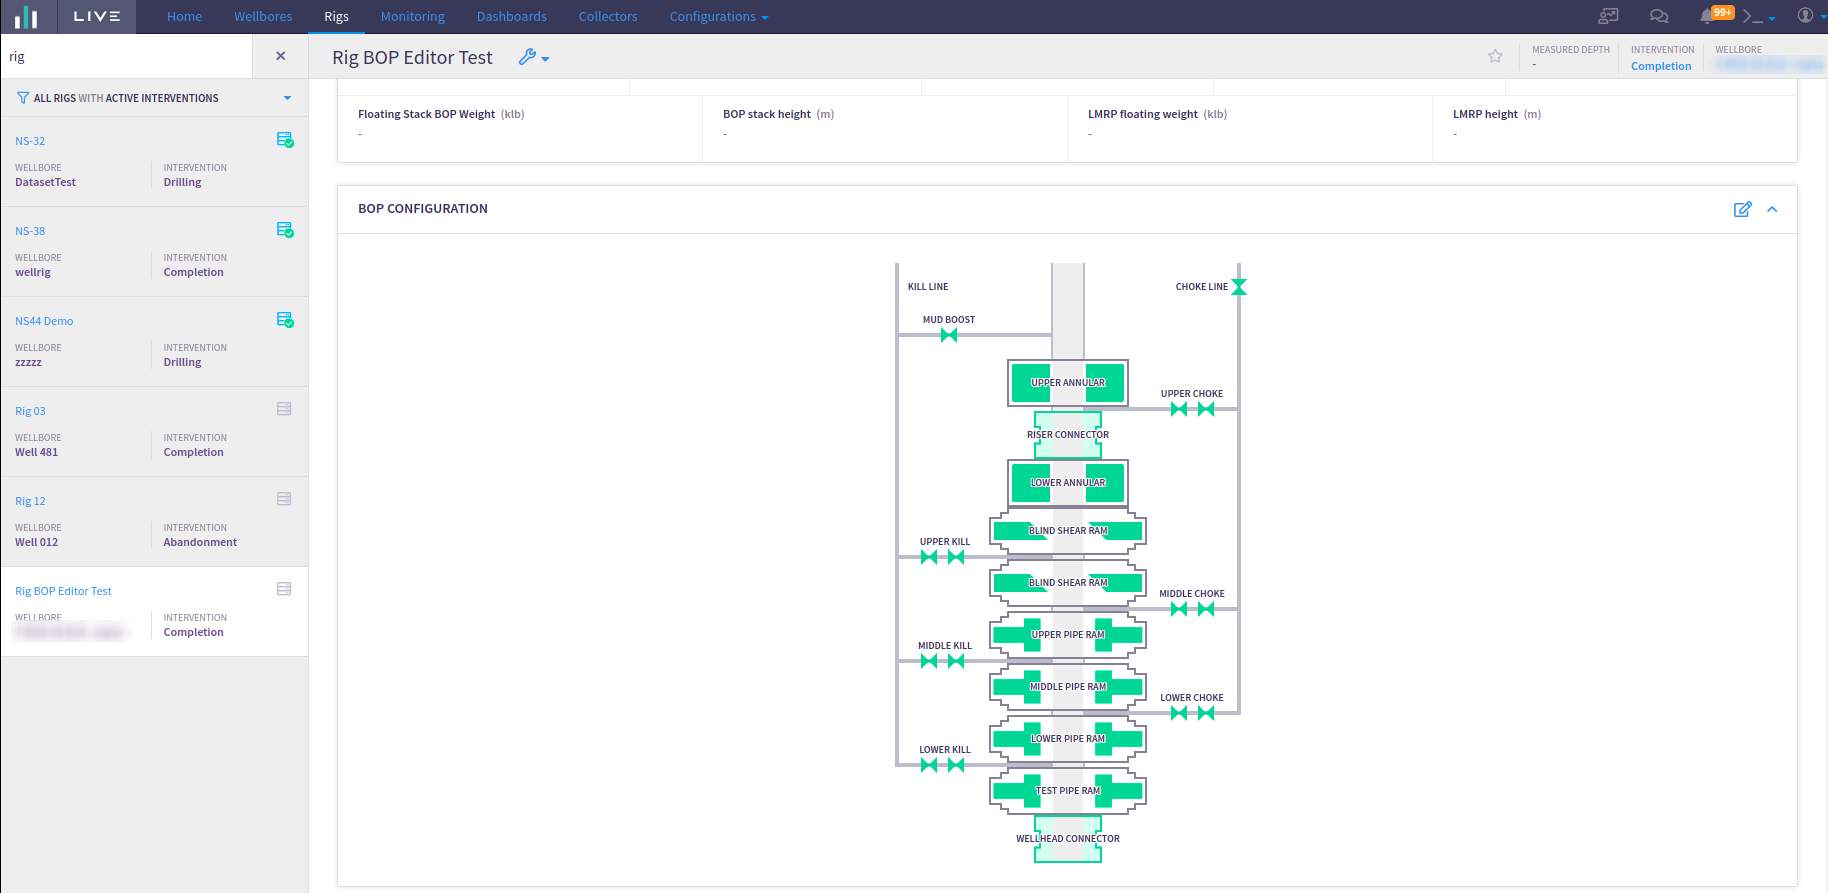 LIVE
Home Wellbores Rigs Monitoring Dashboards Collectors Configurations
99+
rig
Rig BOP Editor Test
MEASURED DEPTH
-
INTERVENTION
Completion
WELLBORE
ALL RIGS WITH ACTIVE INTERVENTIONS
NS-32
WELLBORE INTERVENTION
DatasetTest Drilling
NS-38
WELLBORE INTERVENTION
wellrig Completion
NS44 Demo
WELLBORE INTERVENTION
zzzzz Drilling
Rig 03
WELLBORE INTERVENTION
Well 481 Completion
Rig 12
WELLBORE INTERVENTION
Well 012 Abandonment
Rig BOP Editor Test
WELLBORE INTERVENTION
Completion
Floating Stack BOP Weight (klb) BOP stack height (m) LMRP floating weight (klb) LMRP height (m)
- - - -
BOP CONFIGURATION
KILL LINE CHOKE LINE
MUD BOOST
UPPER ANNULAR
UPPER CHOKE
RISER CONNECTOR
LOWER ANNULAR
BLIND SHEAR RAM
UPPER KILL
BLIND SHEAR RAM
MIDDLE CHOKE
UPPER PIPE RAM
MIDDLE KILL
MIDDLE PIPE RAM
LOWER CHOKE
LOWER PIPE RAM
LOWER KILL
TEST PIPE RAM
WELLHEAD CONNECTOR